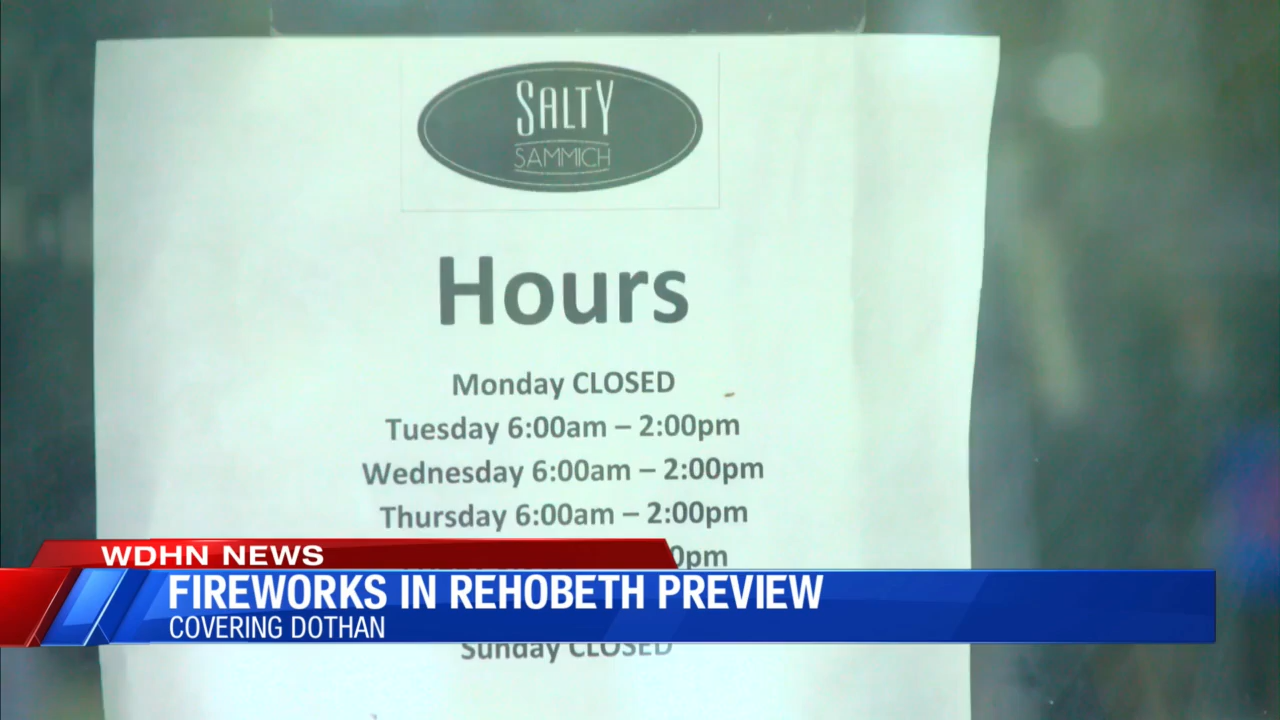 SALTY
SAMMICH
Hours
Monday CLOSED
Tuesday 6:00am – 2:00pm
Wednesday 6:00am – 2:00pm
Thursday 6:00am – 2:00pm
0pm
WDHN NEWS
FIREWORKS IN REHOBETH PREVIEW
COVERING DOTHAN
Sunday CLOSED